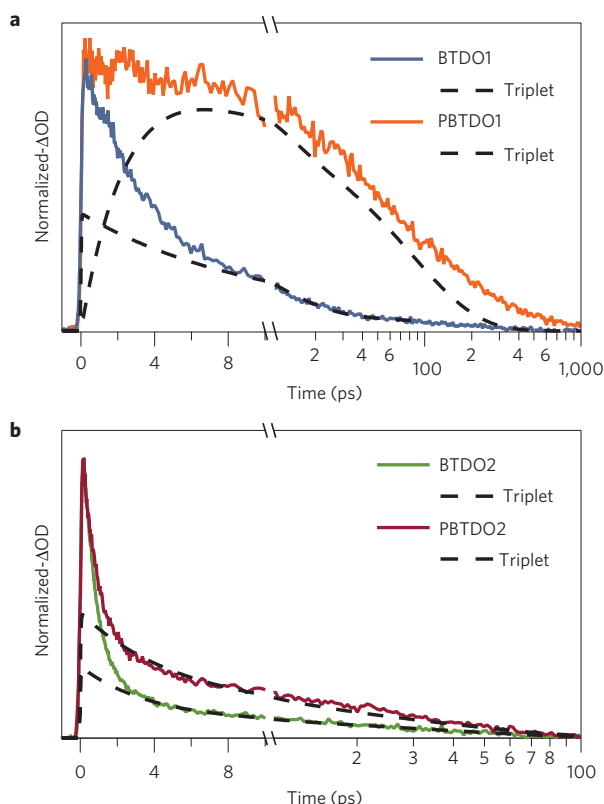 a
Normalized-ΔOD
BTDO1
Triplet
PBTDO1
Triplet
0 4 8 2 4 6 100 2 4 6 1,000
Time (ps)
b
Normalized-ΔOD
BTDO2
Triplet
PBTDO2
Triplet
0 4 8 2 3 4 5 6 7 8 100
Time (ps)